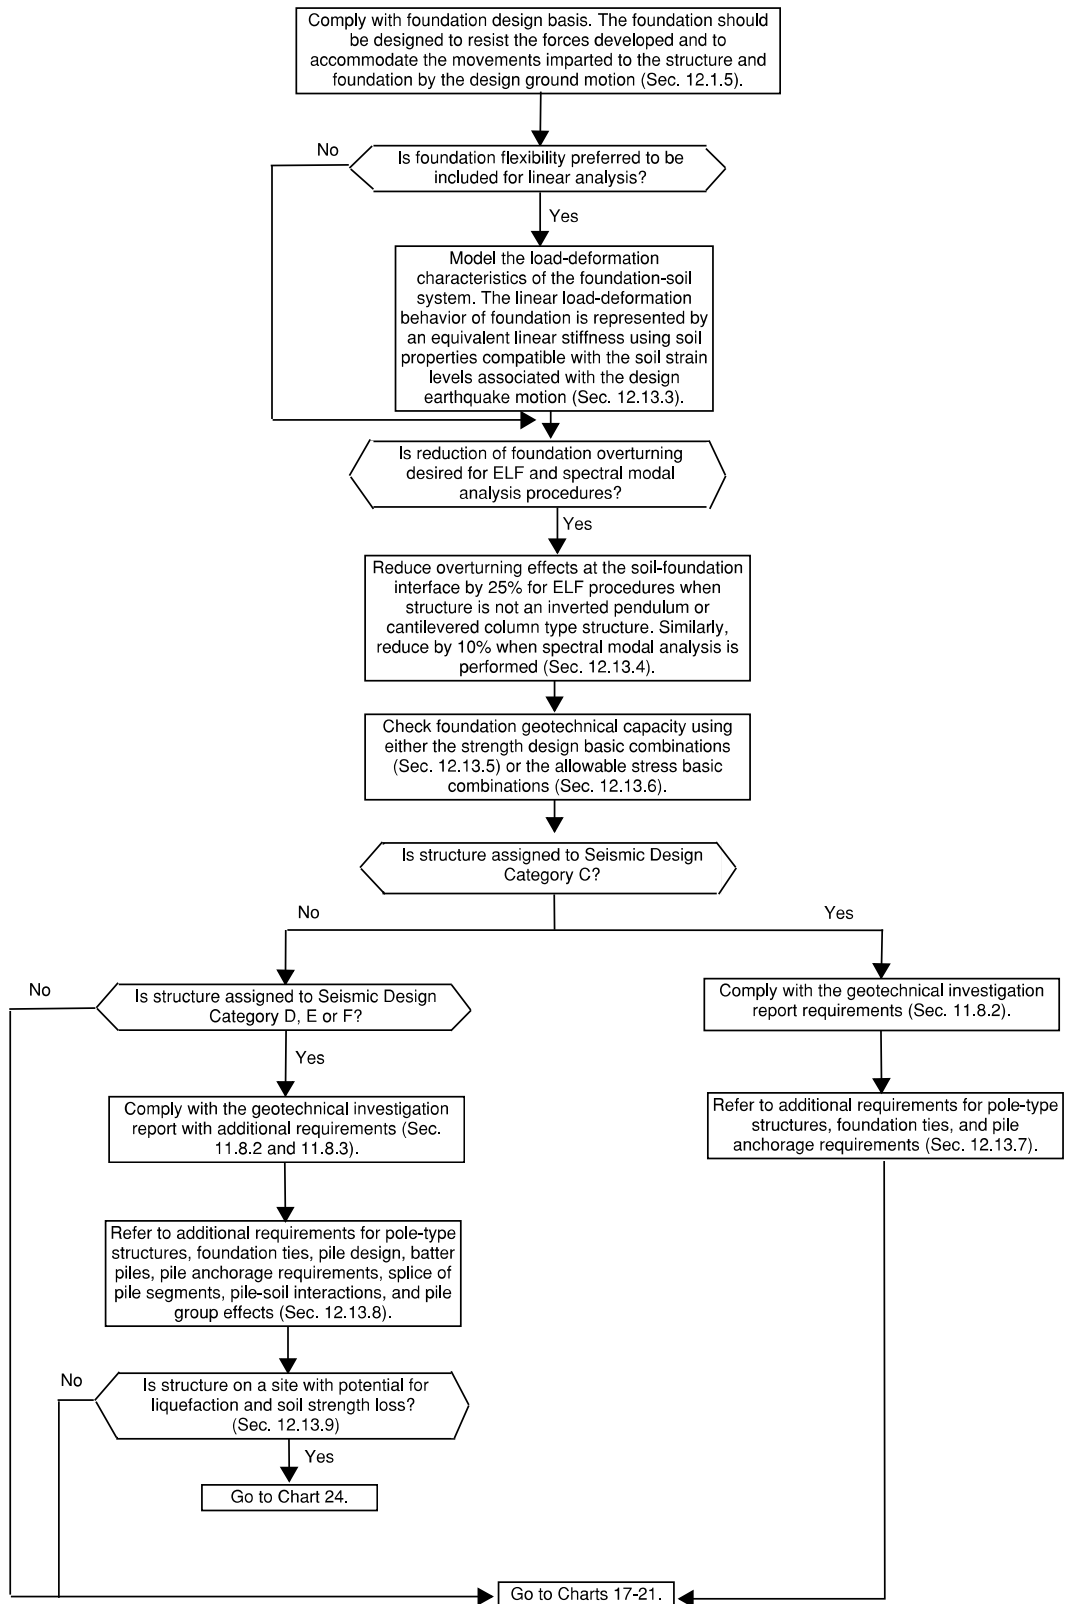 Comply with foundation design basis. The foundation should
be designed to resist the forces developed and to
accommodate the movements imparted to the structure and
foundation by the design ground motion (Sec. 12.1.5).
No
Is foundation flexibility preferred to be
included for linear analysis?
Yes
Model the load-deformation
characteristics of the foundation-soil
system. The linear load-deformation
behavior of foundation is represented by
an equivalent linear stiffness using soil
properties compatible with the soil strain
levels associated with the design
earthquake motion (Sec. 12.13.3).
Is reduction of foundation overturning
desired for ELF and spectral modal
analysis procedures?
Yes
Reduce overturning effects at the soil-foundation
interface by 25% for ELF procedures when
structure is not an inverted pendulum or
cantilevered column type structure. Similarly,
reduce by 10% when spectral modal analysis is
performed (Sec. 12.13.4).
Check foundation geotechnical capacity using
either the strength design basic combinations
(Sec. 12.13.5) or the allowable stress basic
combinations (Sec. 12.13.6).
Is structure assigned to Seismic Design
Category C?
No
Yes
No
Is structure assigned to Seismic Design
Category D, E or F?
Yes
Comply with the geotechnical investigation
report requirements (Sec. 11.8.2).
Comply with the geotechnical investigation
report with additional requirements (Sec.
11.8.2 and 11.8.3).
Refer to additional requirements for pole-type
structures, foundation ties, and pile
anchorage requirements (Sec. 12.13.7).
Refer to additional requirements for pole-type
structures, foundation ties, pile design, batter
piles, pile anchorage requirements, splice of
pile segments, pile-soil interactions, and pile
group effects (Sec. 12.13.8).
No
Is structure on a site with potential for
liquefaction and soil strength loss?
(Sec. 12.13.9)
Yes
Go to Chart 24.
Go to Charts 17-21.